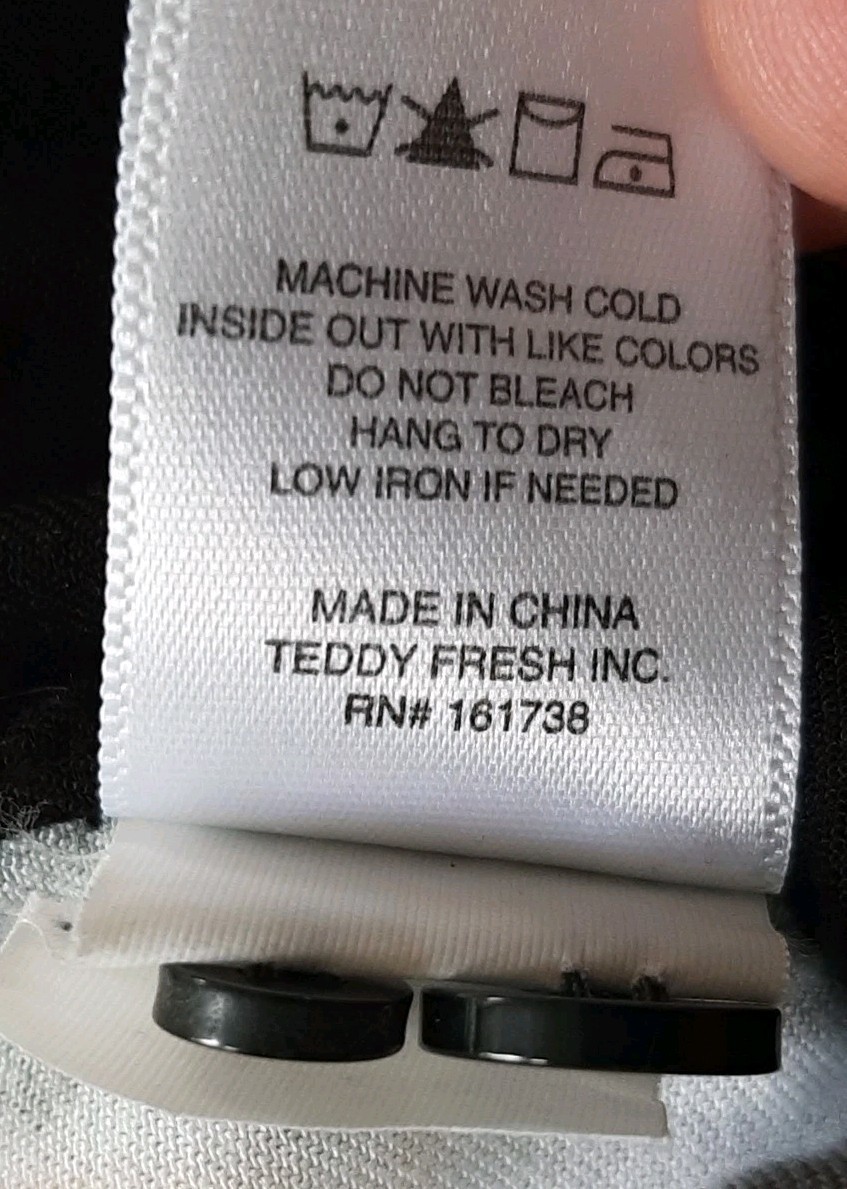 MACHINE WASH COLD
INSIDE OUT WITH LIKE COLORS
DO NOT BLEACH
HANG TO DRY
LOW IRON IF NEEDED
MADE IN CHINA
TEDDY FRESH INC.
RN# 161738